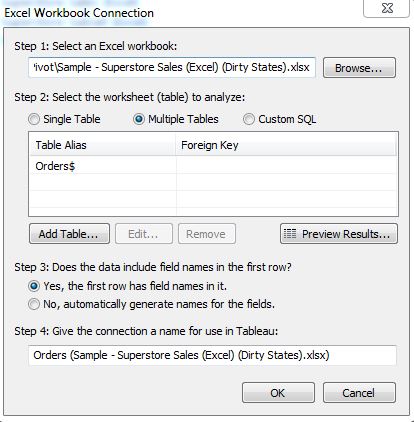 Excel Workbook Connection
Step 1: Select an Excel workbook:
ivot\Sample - Superstore Sales (Excel) (Dirty States).xlsx Browse...
Step 2: Select the worksheet (table) to analyze:
Single Table Multiple Tables Custom SQL
Table Alias Foreign Key
Orders$
Add Table... Edit... Remove Preview Results...
Step 3: Does the data include field names in the first row?
Yes, the first row has field names in it.
No, automatically generate names for the fields.
Step 4: Give the connection a name for use in Tableau:
Orders (Sample - Superstore Sales (Excel) (Dirty States).xlsx)
OK Cancel